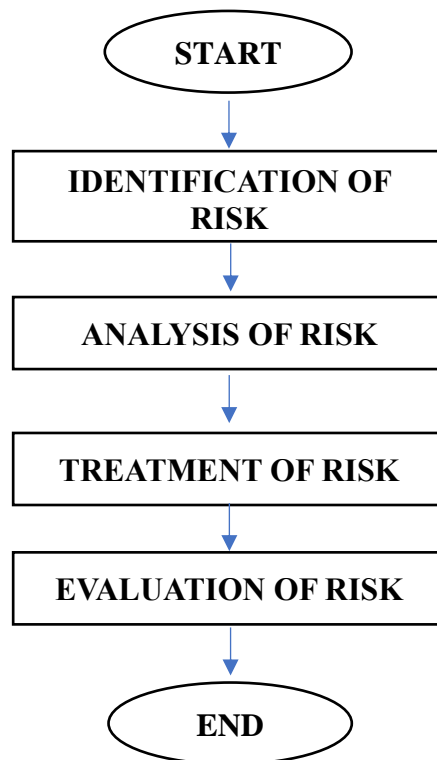 START
IDENTIFICATION OF
RISK
ANALYSIS OF RISK
TREATMENT OF RISK
EVALUATION OF RISK
END